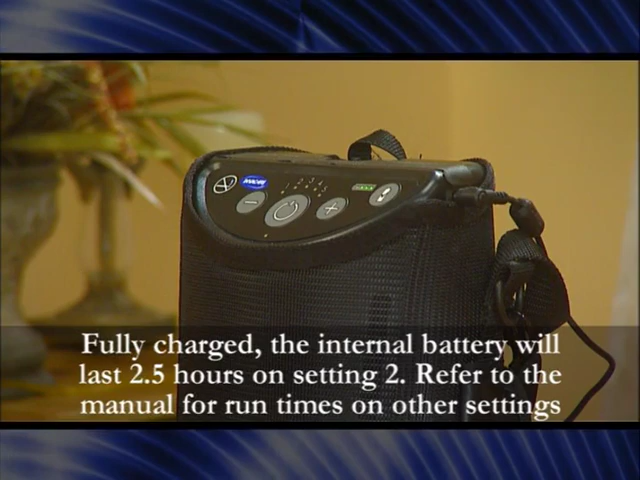 Fully charged, the internal battery will
last 2.5 hours on setting 2. Refer to the
manual for run times on other settings